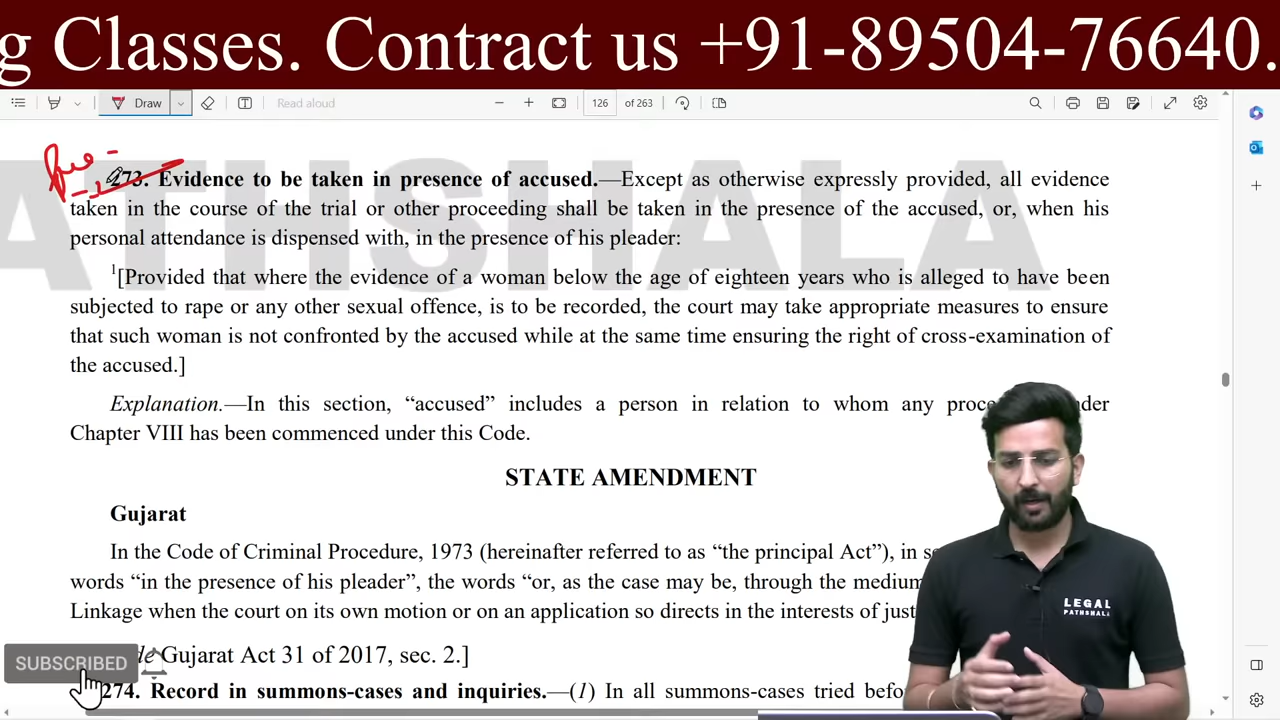 g Classes. Contract us +91-89504-76640.
Draw
Read aloud
126
of 263
ATHSHALA
273. Evidence to be taken in presence of accused.—Except as otherwise expressly provided, all evidence
taken in the course of the trial or other proceeding shall be taken in the presence of the accused, or, when his
personal attendance is dispensed with, in the presence of his pleader:
1[Provided that where the evidence of a woman below the age of eighteen years who is alleged to have been
subjected to rape or any other sexual offence, is to be recorded, the court may take appropriate measures to ensure
that such woman is not confronted by the accused while at the same time ensuring the right of cross-examination of
the accused.]
Explanation.—In this section, “accused” includes a person in relation to whom any
Chapter VIII has been commenced under this Code.
STATE AMENDMENT
Gujarat
In the Code of Criminal Procedure, 1973 (hereinafter referred to as “the principal Act”), in
words “in the presence of his pleader”, the words “or, as the case may be, through the medium
Linkage when the court on its own motion or on an application so directs in the interests of
Gujarat Act 31 of 2017, sec. 2.]
274. Record in summons-cases and inquiries.—(1) In all summons-cases tried
SUBSCRIBED
LEGAL
PATHSHALA